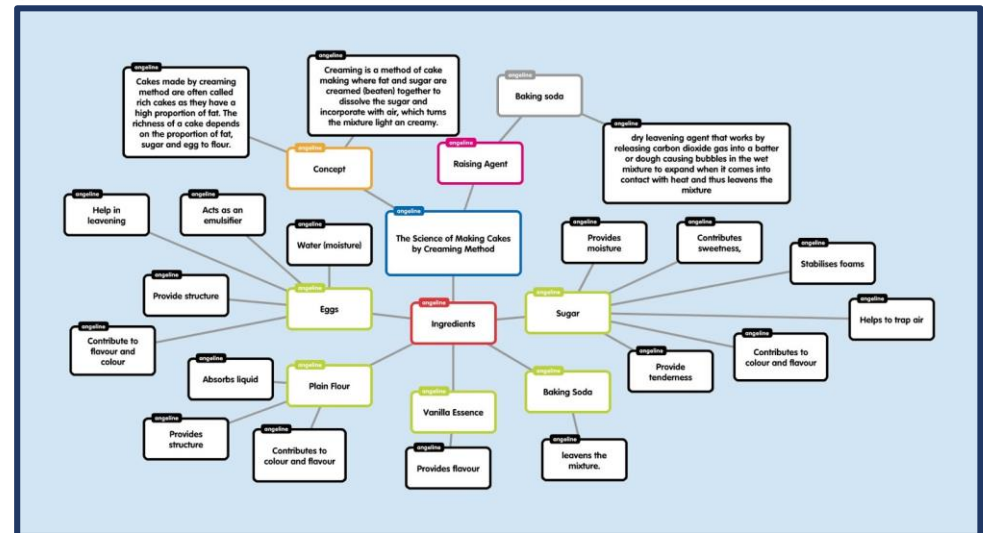 angeline
Cakes made by creaming
method are often called
rich cakes as they have a
high proportion of fat. The
richness of a cake depends
on the proportion of fat,
sugar and egg to flour.
angeline
Creaming is a method of cake
making where fat and sugar are
creamed (beaten) together to
dissolve the sugar and
incorporate with air, which turns
the mixture light an creamy.
angeline
Baking soda
angeline
dry leavening agent that works by
releasing carbon dioxide gas into a batter
or dough causing bubbles in the wet
mixture to expand when it comes into
contact with heat and thus leavens the
mixture
angeline
Concept
angeline
Raising Agent
angeline
Help in
leavening
angeline
Acts as an
emulsifier
angeline
Water (moisture)
angeline
The Science of Making Cakes
by Creaming Method
angeline
Provides
moisture
angeline
Contributes
sweetness,
angeline
Stabilises foams
angeline
Provide structure
angeline
Eggs
angeline
Ingredients
angeline
Sugar
angeline
Helps to trap air
angeline
Contribute to
flavour and
colour
angeline
Absorbs liquid
angeline
Plain Flour
angeline
Vanilla Essence
angeline
Baking Soda
angeline
Provide
tenderness
angeline
Contributes to
colour and flavour
angeline
Provides
structure
angeline
Contributes to
colour and flavour
angeline
Provides flavour
angeline
leavens the
mixture.